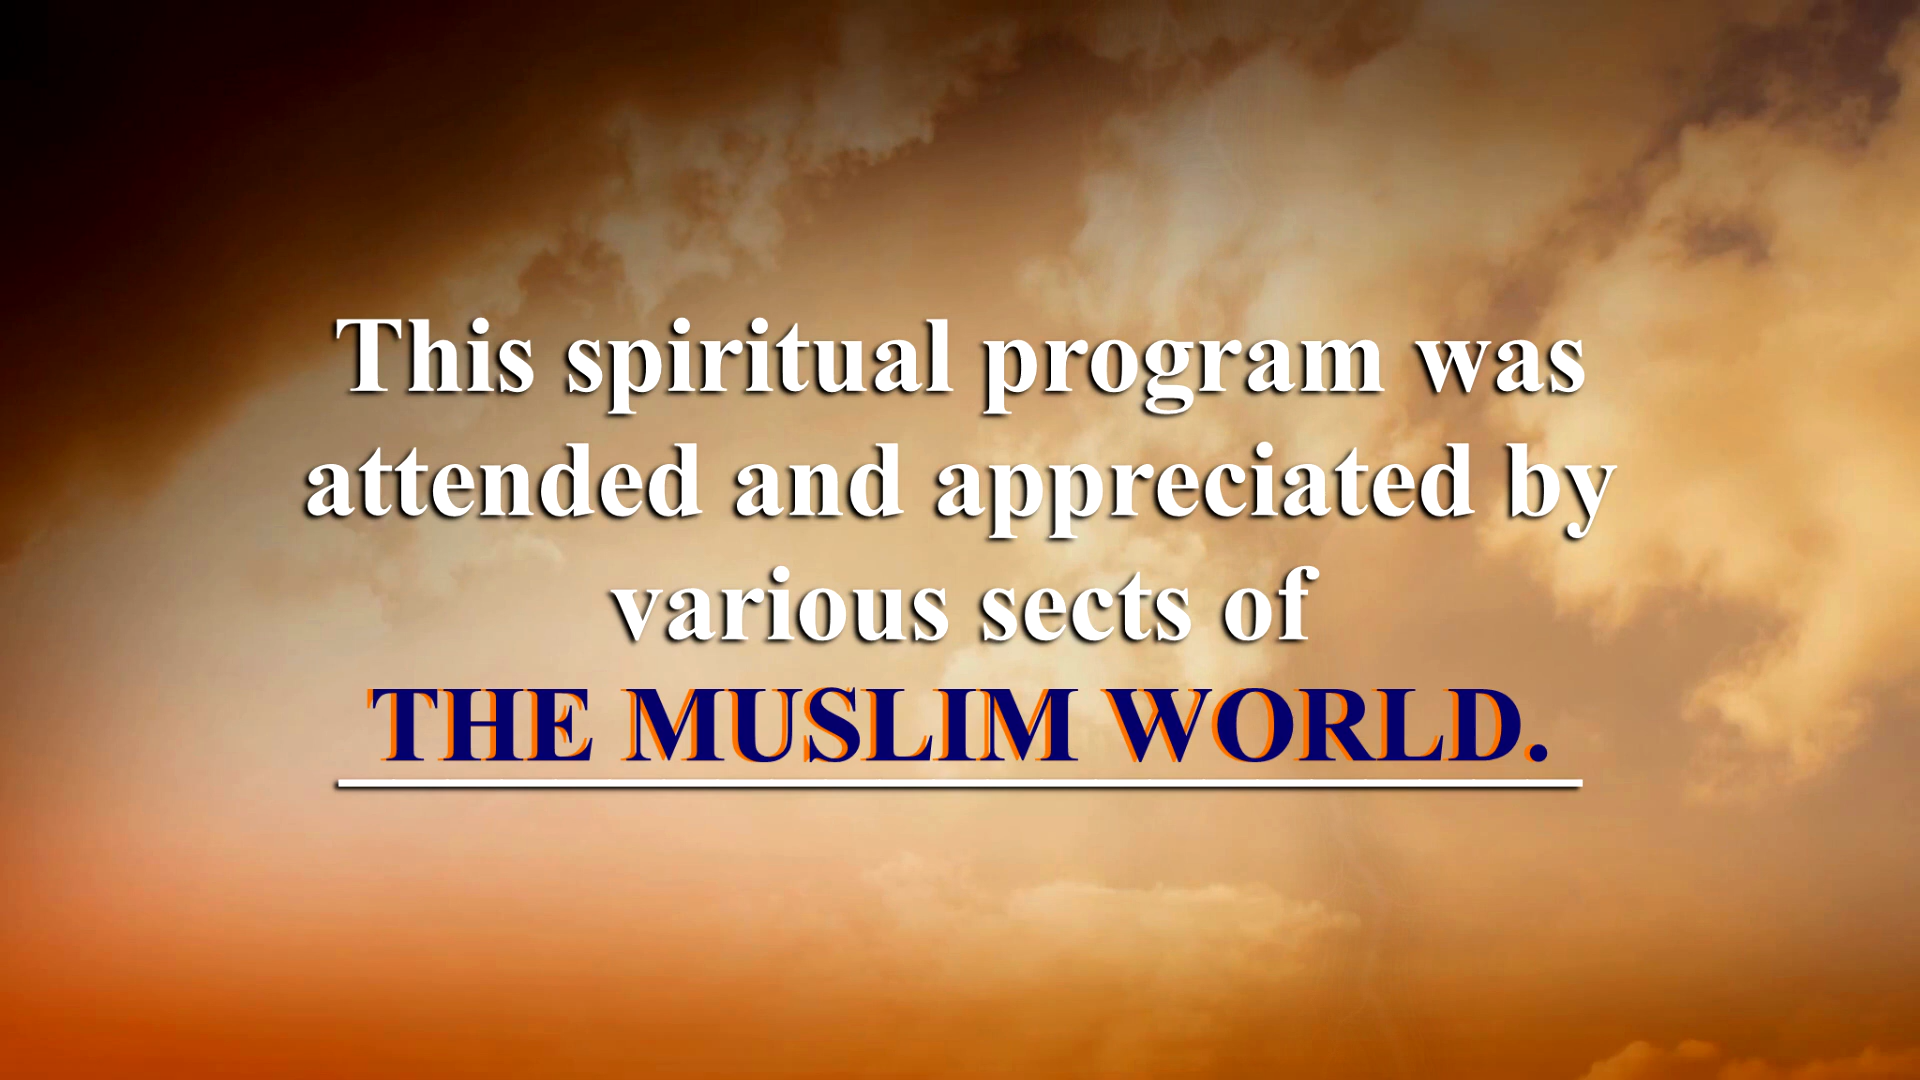 This spiritual program was
attended and appreciated by
various sects of
THE MUSLIM WORLD.